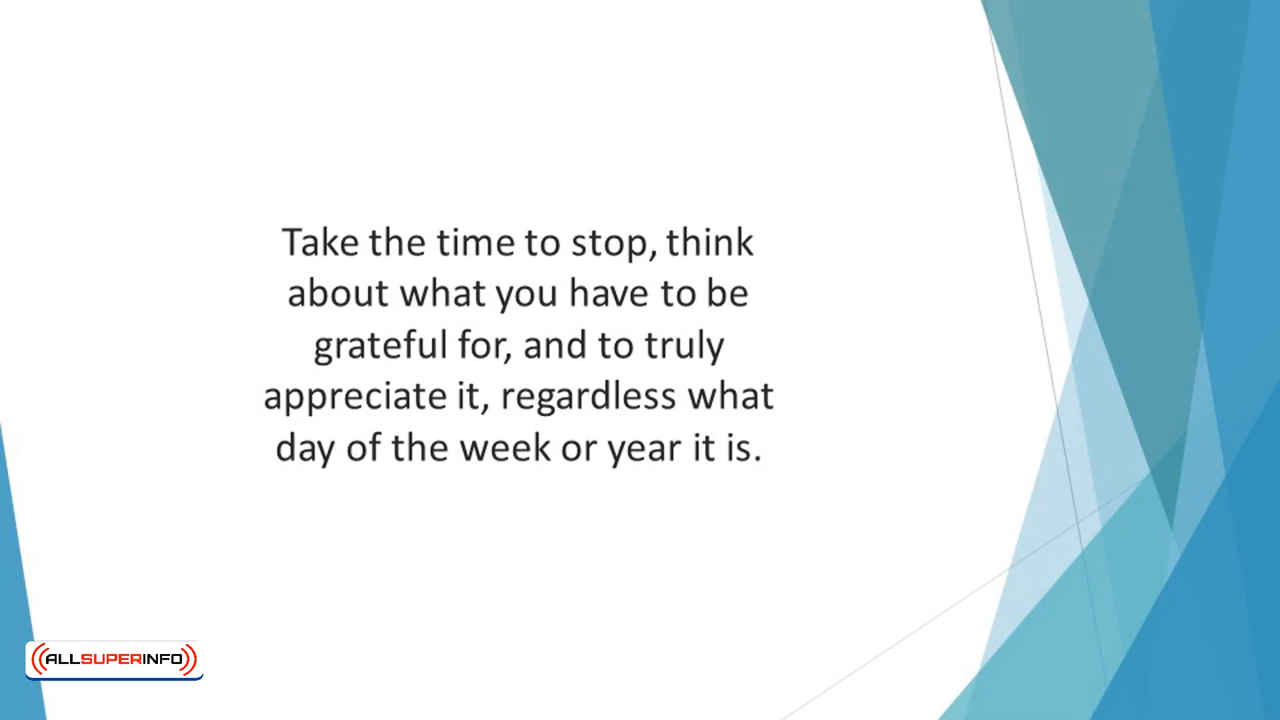 Take the time to stop, think
about what you have to be
grateful for, and to truly
appreciate it, regardless what
day of the week or year it is.
ALLSUPERINFO